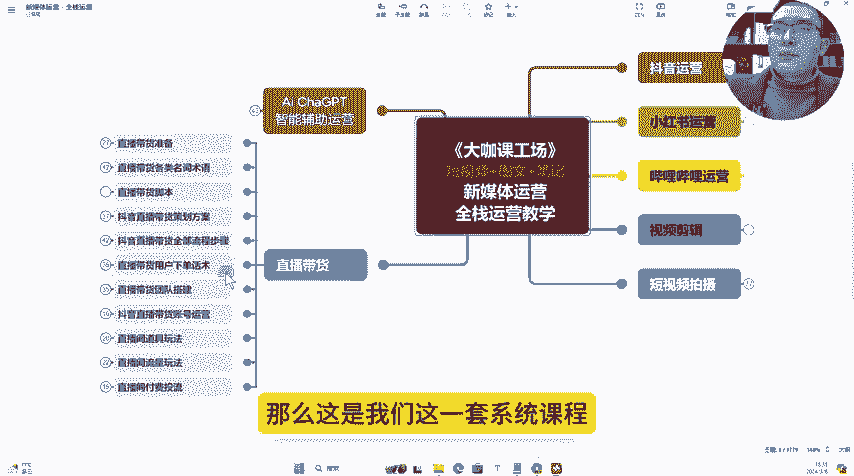 新媒体运营·全栈运营
AI ChaGPT
智能辅助运营
直播带货准备
直播带货各类名词术语
直播带货脚本
抖音直播带货策划方案
抖音直播带货全部流程步骤
直播带货用户下单话术
直播带货团队搭建
抖音直播带货账号运营
直播间道具玩法
直播间流量玩法
直播间付费投流
直播带货
《大咖课工场》
新媒体运营
全栈运营教学
抖音运营
小红书运营
哔哩哔哩运营
视频剪辑
短视频拍摄
那么这是我们这一套系统课程